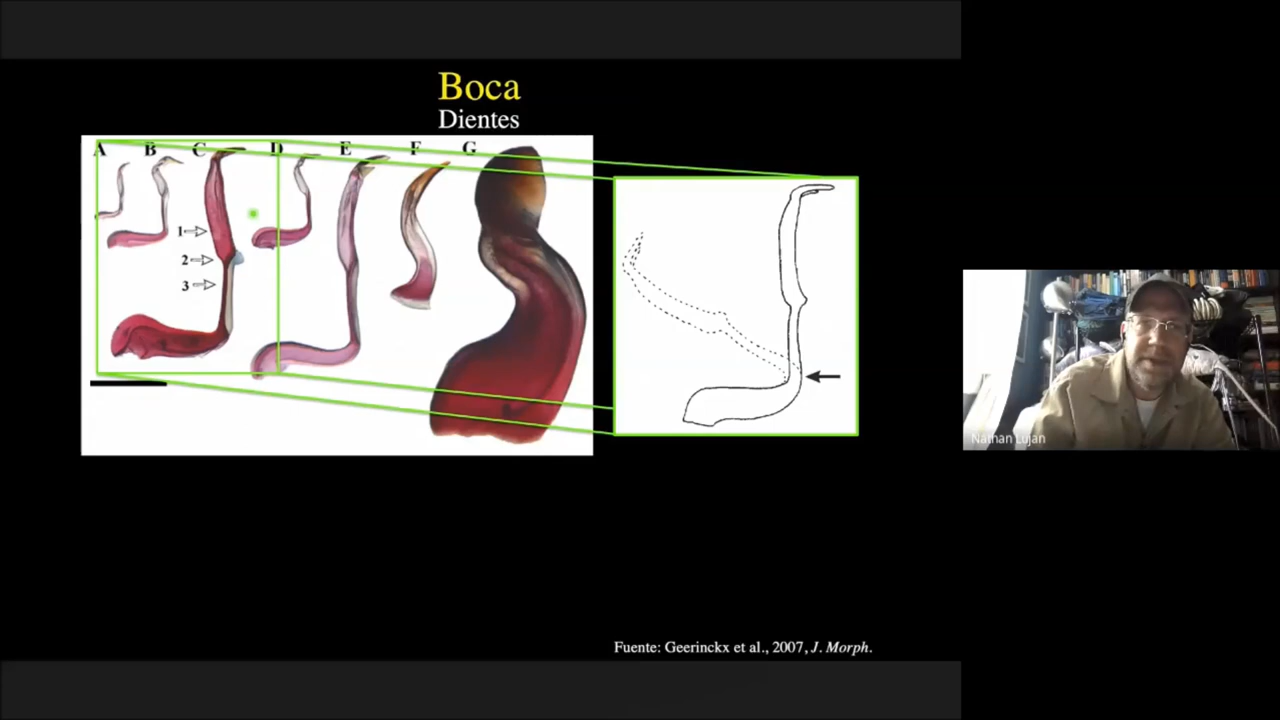 Boca
Dientes
A B C D E F G
1
2
3
Nathan Lujan
Fuente: Geerinckx et al., 2007, J. Morph.